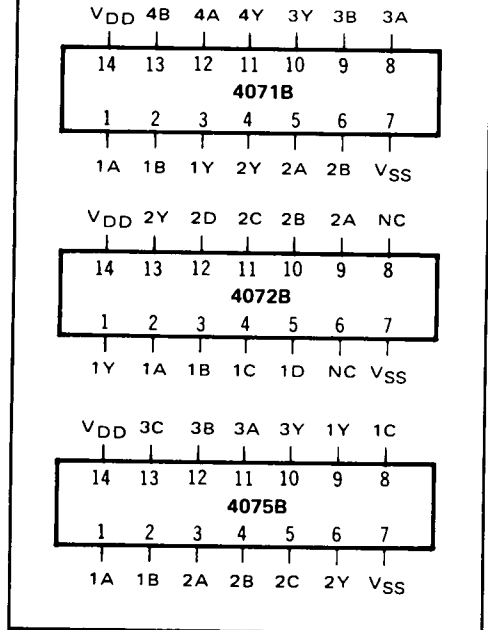 VDD 4B 4A 4Y 3Y 3B 3A
14 13 12 11 10 9 8
4071B
1 2 3 4 5 6 7
1A 1B 1Y 2Y 2A 2B VSS
VDD 2Y 2D 2C 2B 2A NC
14 13 12 11 10 9 8
4072B
1 2 3 4 5 6 7
1Y 1A 1B 1C 1D NC VSS
VDD 3C 3B 3A 3Y 1Y 1C
14 13 12 11 10 9 8
4075B
1 2 3 4 5 6 7
1A 1B 2A 2B 2C 2Y VSS